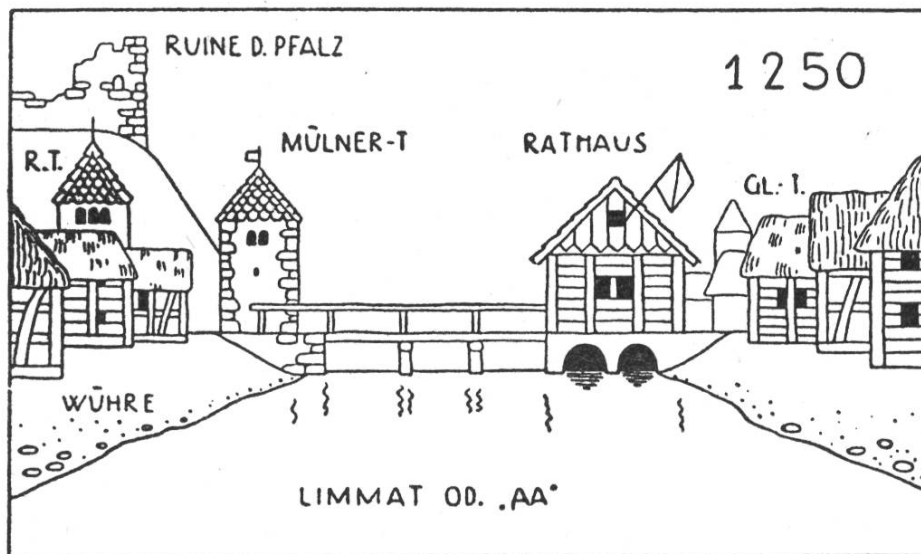 RUINE D. PFALZ
1250
R.T.
MÜLNER-T
RATHAUS
GL.-T.
WÜHRE
LIMMAT OD. „AA"